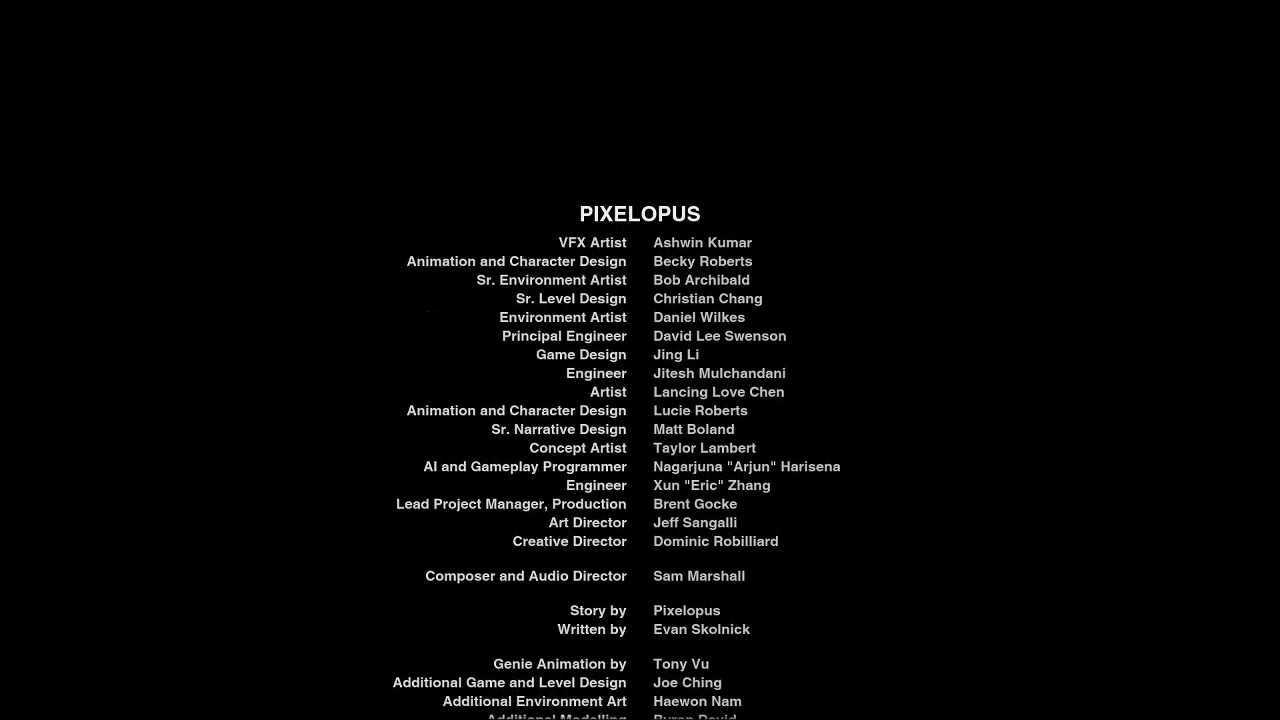 PIXELOPUS
VFX Artist Ashwin Kumar
Animation and Character Design Becky Roberts
Sr. Environment Artist Bob Archibald
Sr. Level Design Christian Chang
Environment Artist Daniel Wilkes
Principal Engineer David Lee Swenson
Game Design Jing Li
Engineer Jitesh Mulchandani
Artist Lancing Love Chen
Animation and Character Design Lucie Roberts
Sr. Narrative Design Matt Boland
Concept Artist Taylor Lambert
AI and Gameplay Programmer Nagarjuna "Arjun" Harisena
Engineer Xun "Eric" Zhang
Lead Project Manager, Production Brent Gocke
Art Director Jeff Sangalli
Creative Director Dominic Robilliard
Composer and Audio Director Sam Marshall
Story by Pixelopus
Written by Evan Skolnick
Genie Animation by Tony Vu
Additional Game and Level Design Joe Ching
Additional Environment Art Haewon Nam
Additional Modelling